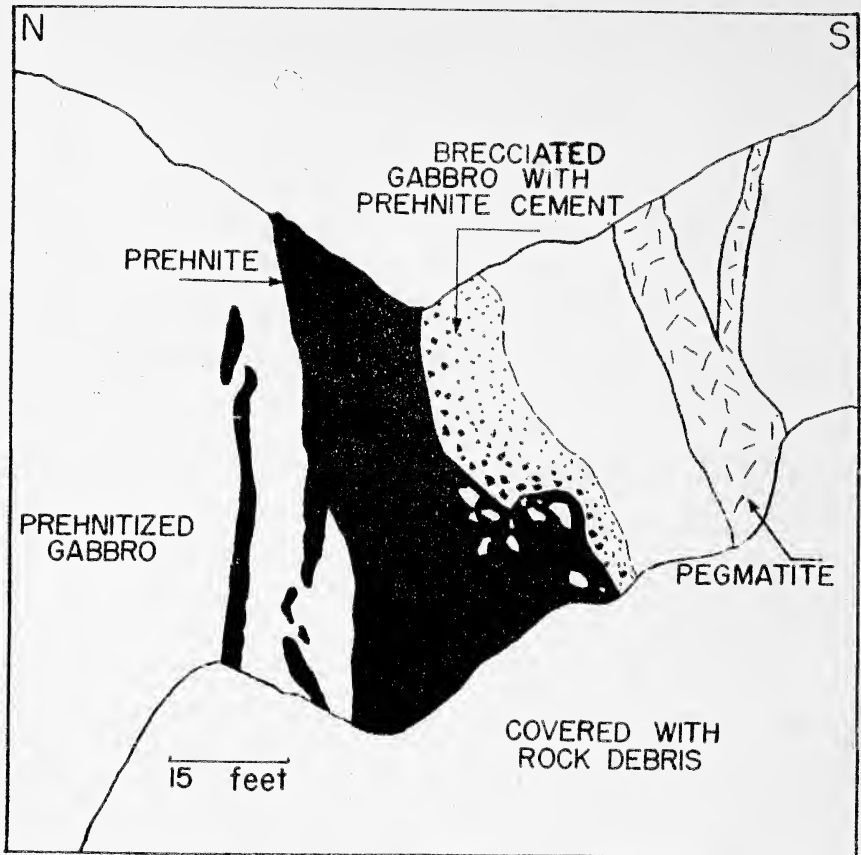 N
S
BRECCIATED
GABBRO WITH
PREHNITE CEMENT
PREHNITE
PREHNITIZED
GABBRO
PEGMATITE
COVERED WITH
ROCK DEBRIS
15 feet